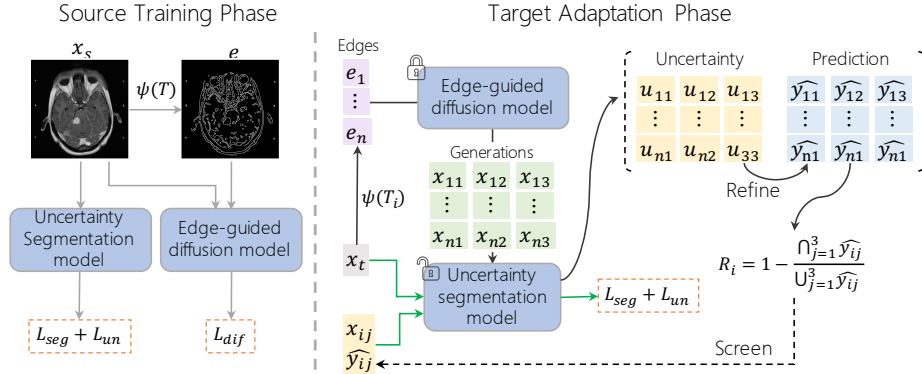 Source Training Phase
x_s
e
ψ(T)
Uncertainty
Segmentation
model
Edge-guided
diffusion model
L_seg + L_un
L_dif
Target Adaptation Phase
Edges
e_1
⋮
e_n
Edge-guided
diffusion model
Generations
x_11 x_12 x_13
⋮ ⋮ ⋮
x_n1 x_n2 x_n3
ψ(T_i)
x_t
Uncertainty
segmentation
model
L_seg + L_un
x_ij
ŷ_ij
Uncertainty
u_11 u_12 u_13
⋮ ⋮ ⋮
u_n1 u_n2 u_33
Prediction
ŷ_11 ŷ_12 ŷ_13
⋮ ⋮ ⋮
ŷ_n1 ŷ_n1 ŷ_n1
Refine
R_i = 1 − ⋂_{j=1}^3 ŷ_ij / ⋃_{j=1}^3 ŷ_ij
Screen